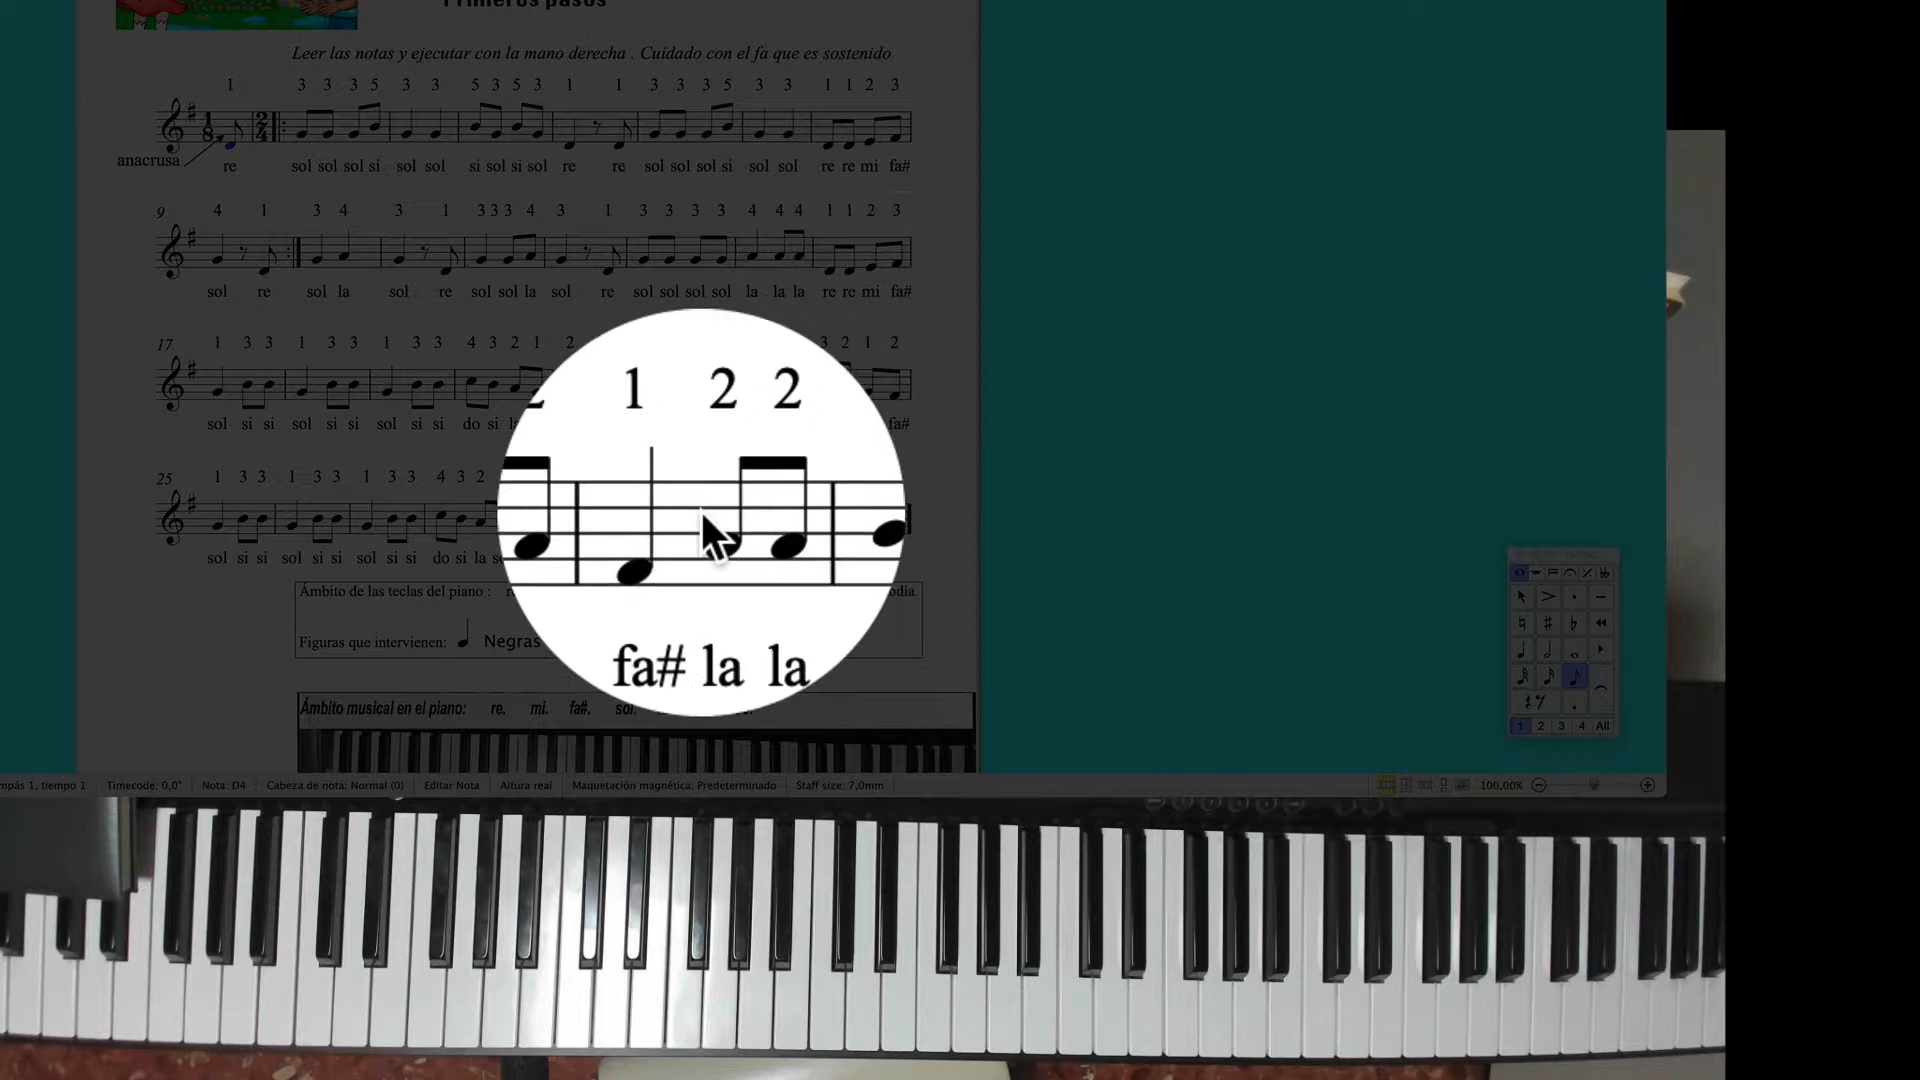 Primeros pasos
Leer las notas y ejecutar con la mano derecha . Cuidado con el fa que es sostenido
1 3 3 3 5 3 3 5 3 5 3 1 1 3 3 3 5 3 3 1 1 2 3
1 8 2 4
anacrusa
re sol sol sol si sol sol si sol si sol re re sol sol sol si sol sol re re mi fa#
9 4 1 3 4 3 1 3 3 3 4 3 1 3 3 3 3 4 4 4 1 1 2 3
sol re sol la sol re sol sol la sol re sol sol sol sol la la la re re mi fa#
17 1 3 3 1 3 3 1 3 3 4 3 2 1 2 3 2 1 2
sol si si sol si si sol si si do si fa#
1 2 2
fa# la la
25 1 3 3 1 3 3 1 3 3 4 3 2
sol si si sol si si sol si si do si la
Ámbito de las teclas del piano :
Figuras que intervienen: Negras
Ámbito musical en el piano: re. mi. fa#.
1 2 3 4 All
tiempo 1 Timecode: 0,0" Nota: D4 Cabeza de nota: Normal (0) Editar Nota Altura real Maquetación magnética: Predeterminado Staff size: 7,0mm 100,00%